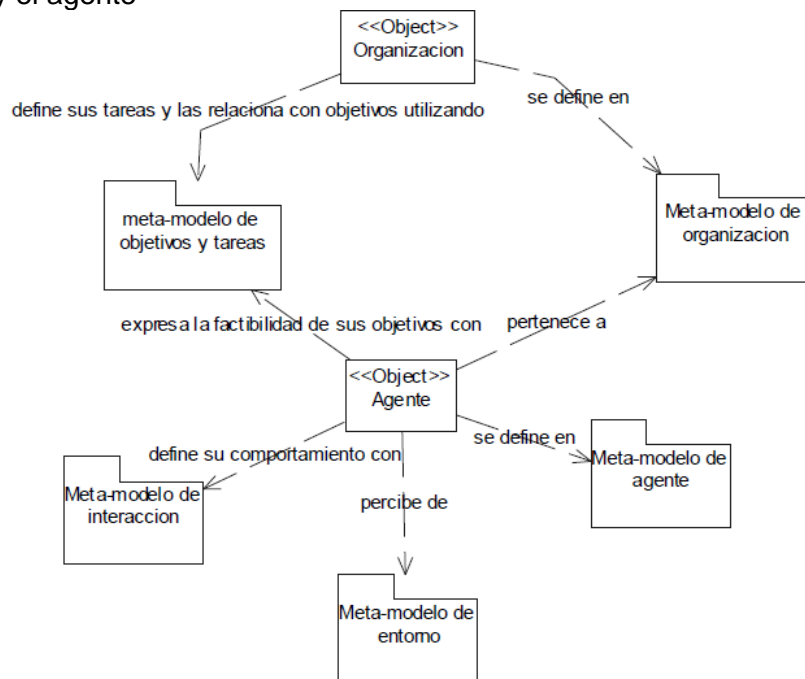 y el agente
<<Object>>
Organizacion
define sus tareas y las relaciona con objetivos utilizando
se define en
meta-modelo de
objetivos y tareas
Meta-modelo de
organizacion
expresa la factibilidad de sus objetivos con
pertenece a
<<Object>>
Agente
define su comportamiento con
se define en
Meta-modelo de
interaccion
Meta-modelo de
agente
percibe de
Meta-modelo de
entorno